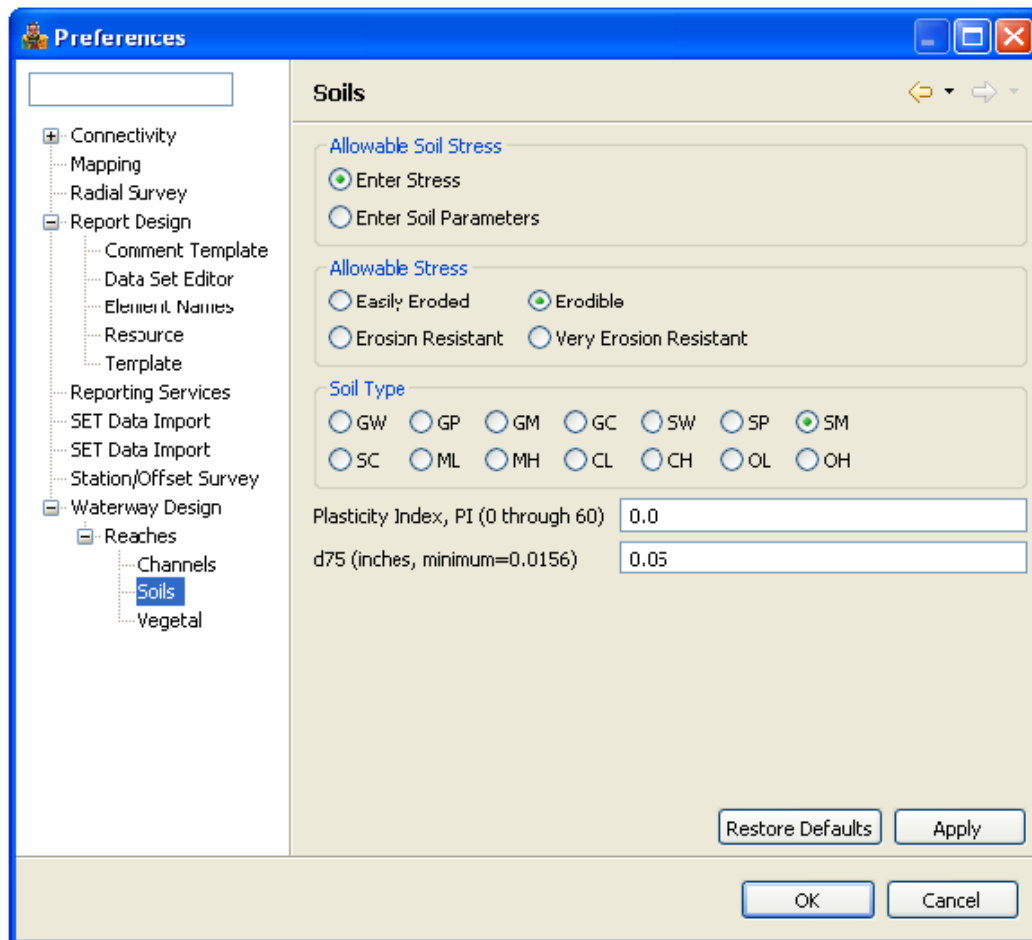 Preferences
Connectivity
Mapping
Radial Survey
Report Design
Comment Template
Data Set Editor
Element Names
Resource
Template
Reporting Services
SET Data Import
SET Data Import
Station/Offset Survey
Waterway Design
Reaches
Channels
Soils
Vegetal
Soils
Allowable Soil Stress
Enter Stress
Enter Soil Parameters
Allowable Stress
Easily Eroded Erodible
Erosion Resistant Very Erosion Resistant
Soil Type
GW GP GM GC SW SP SM
SC ML MH CL CH OL OH
Plasticity Index, PI (0 through 60) 0.0
d75 (inches, minimum=0.0156) 0.05
Restore Defaults Apply
OK Cancel